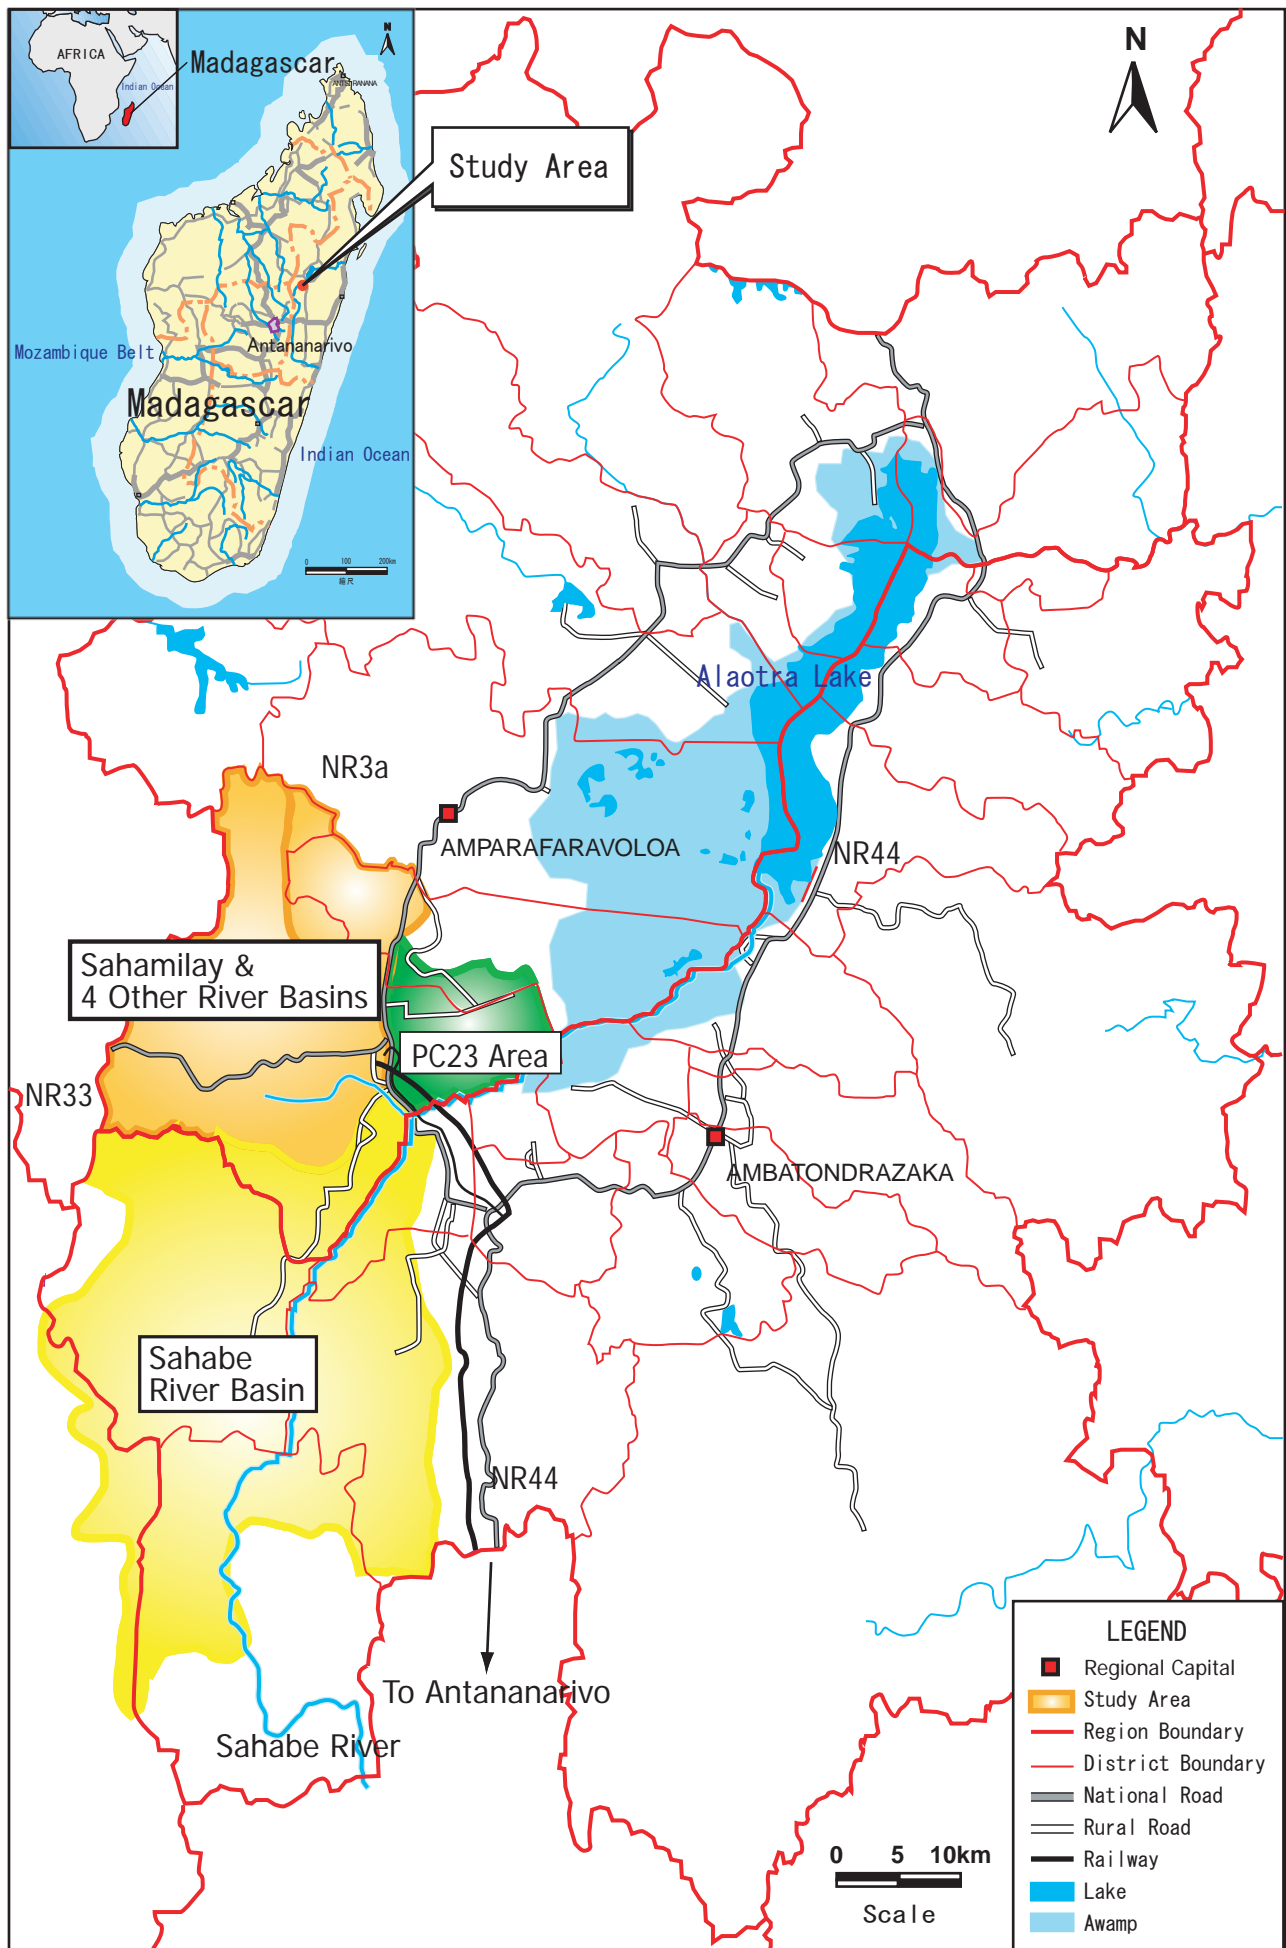 AFRICA
Indian Ocean
Madagascar
N
ANTSIRANANA
Study Area
N
Mozambique Belt
Antananarivo
Madagascar
Indian Ocean
0 100 200km
縮尺
Alaotra Lake
NR3a
AMPARAFARAVOLOA
NR44
Sahamilay &
4 Other River Basins
PC23 Area
NR33
AMBATONDRAZAKA
Sahabe
River Basin
NR44
To Antananarivo
Sahabe River
0 5 10km
Scale
LEGEND
Regional Capital
Study Area
Region Boundary
District Boundary
National Road
Rural Road
Railway
Lake
Awamp